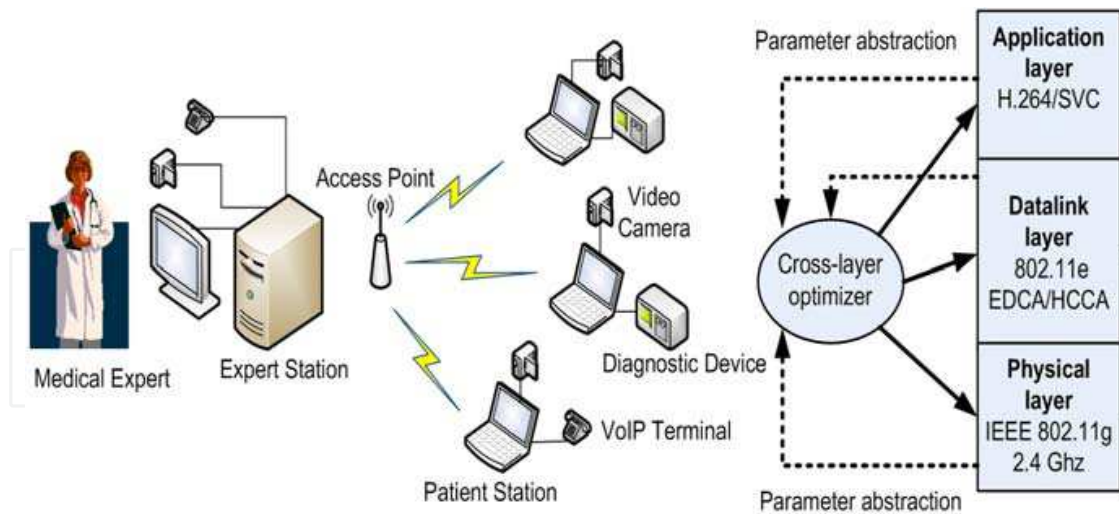 Medical Expert
Expert Station
Access Point
Video
Camera
Diagnostic Device
VoIP Terminal
Patient Station
Parameter abstraction
Cross-layer
optimizer
Parameter abstraction
Application
layer
H.264/SVC
Datalink
layer
802.11e
EDCA/HCCA
Physical
layer
IEEE 802.11g
2.4 Ghz